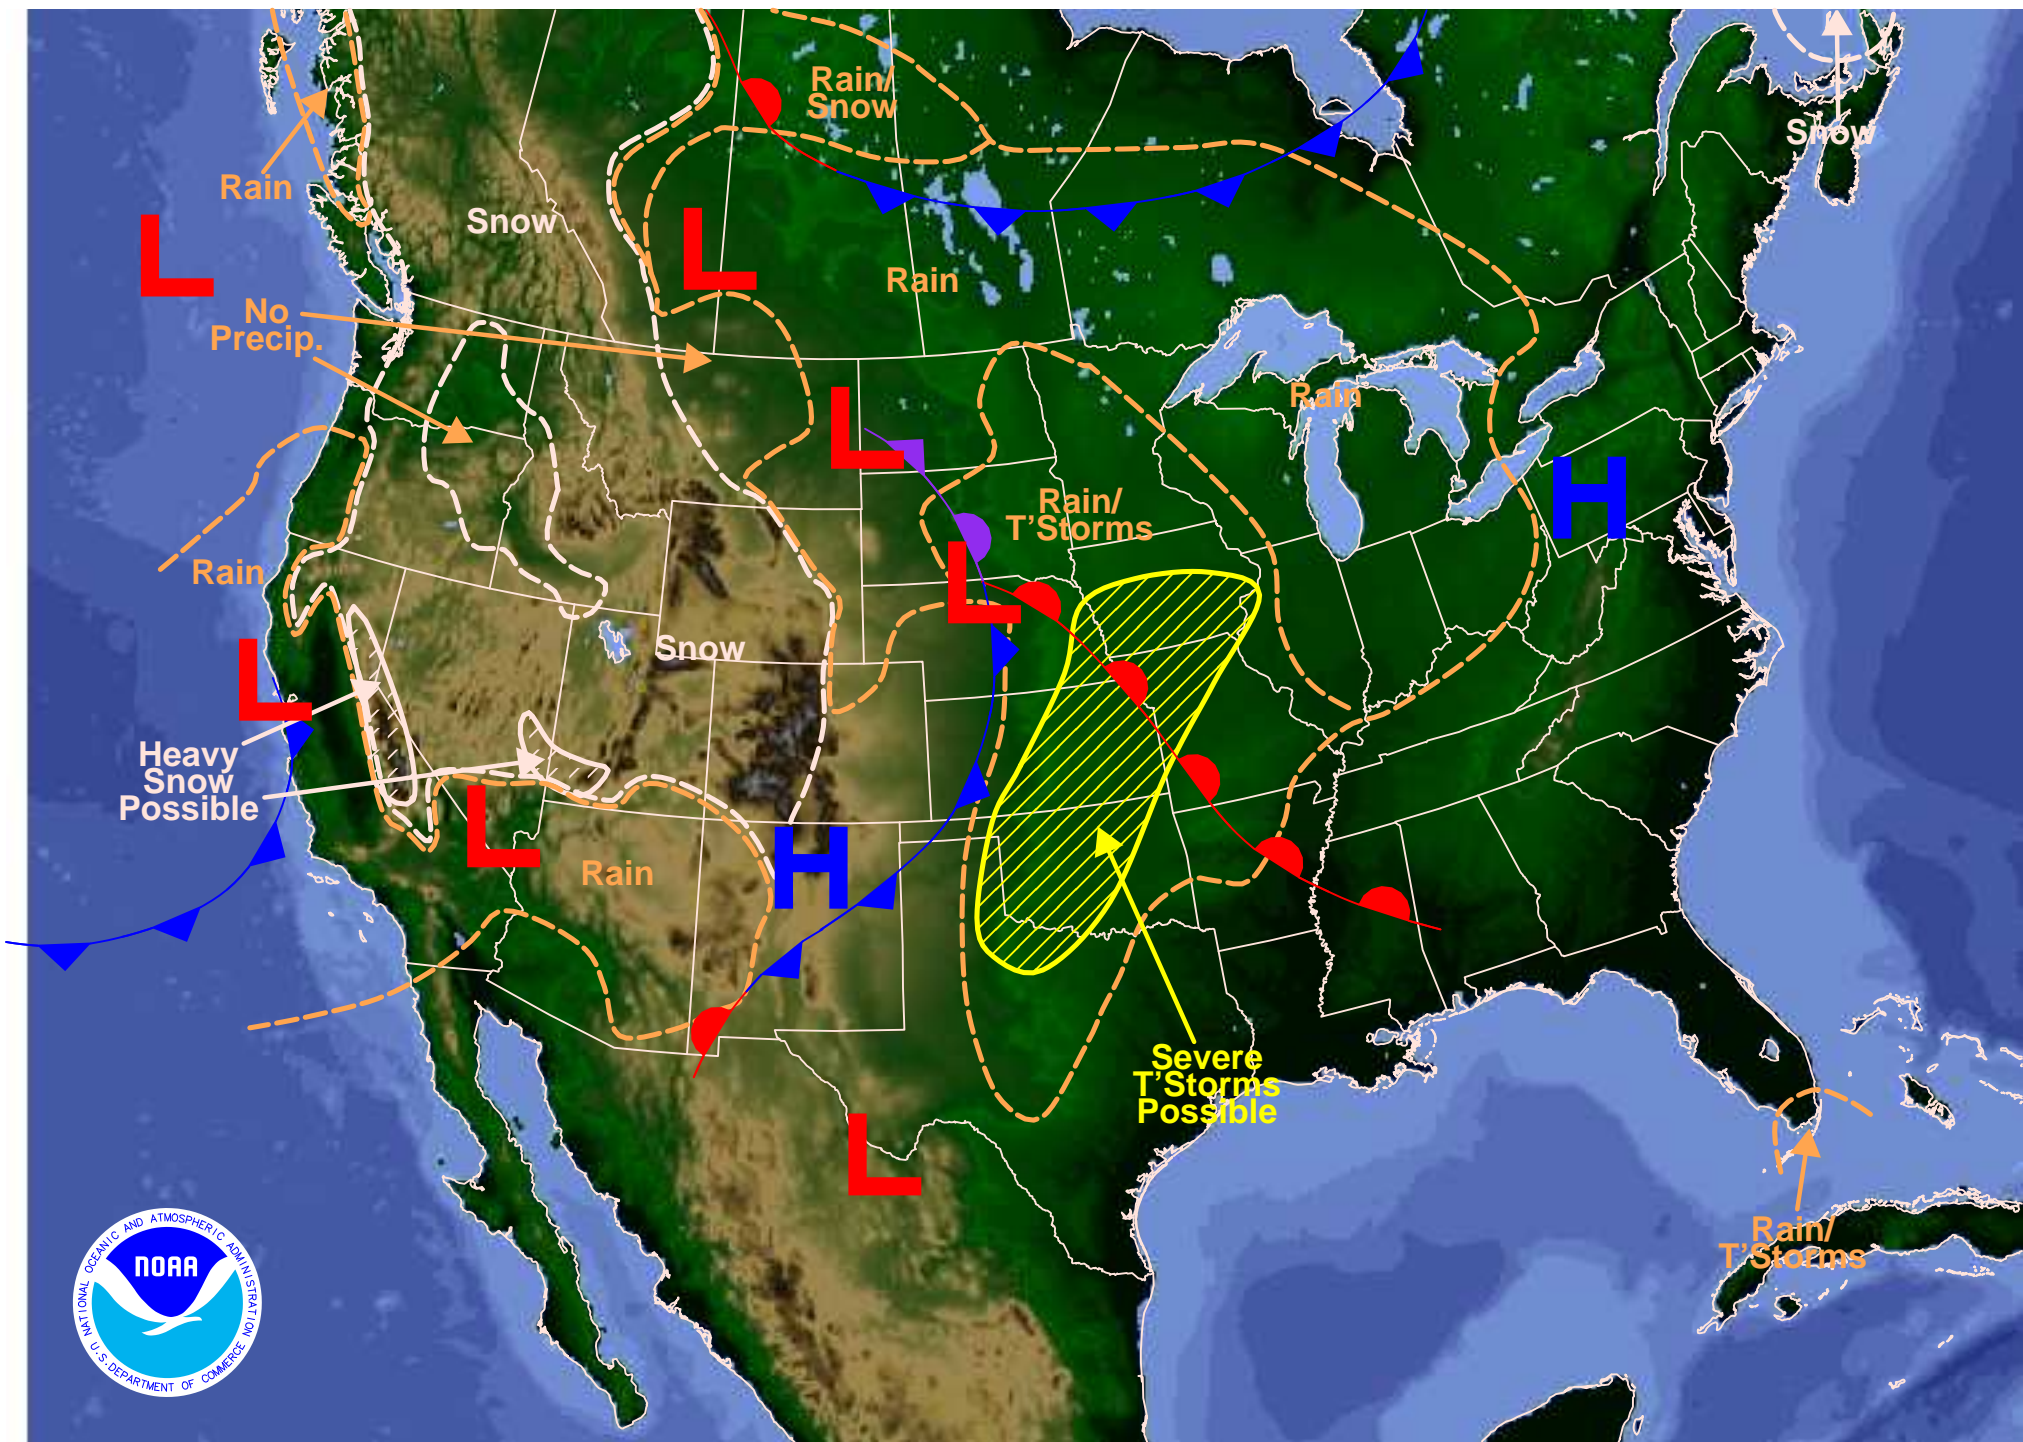 Rain/
Snow
Snow
Rain
Snow
L
L
Rain
No
Precip.
Rain
L
H
Rain/
T'Storms
L
Rain
Snow
L
Heavy
Snow
Possible
L
H
Rain
Severe
T'Storms
Possible
L
Rain/
T'Storms
NATIONAL OCEANIC AND ATMOSPHERIC ADMINISTRATION
NOAA
U.S. DEPARTMENT OF COMMERCE